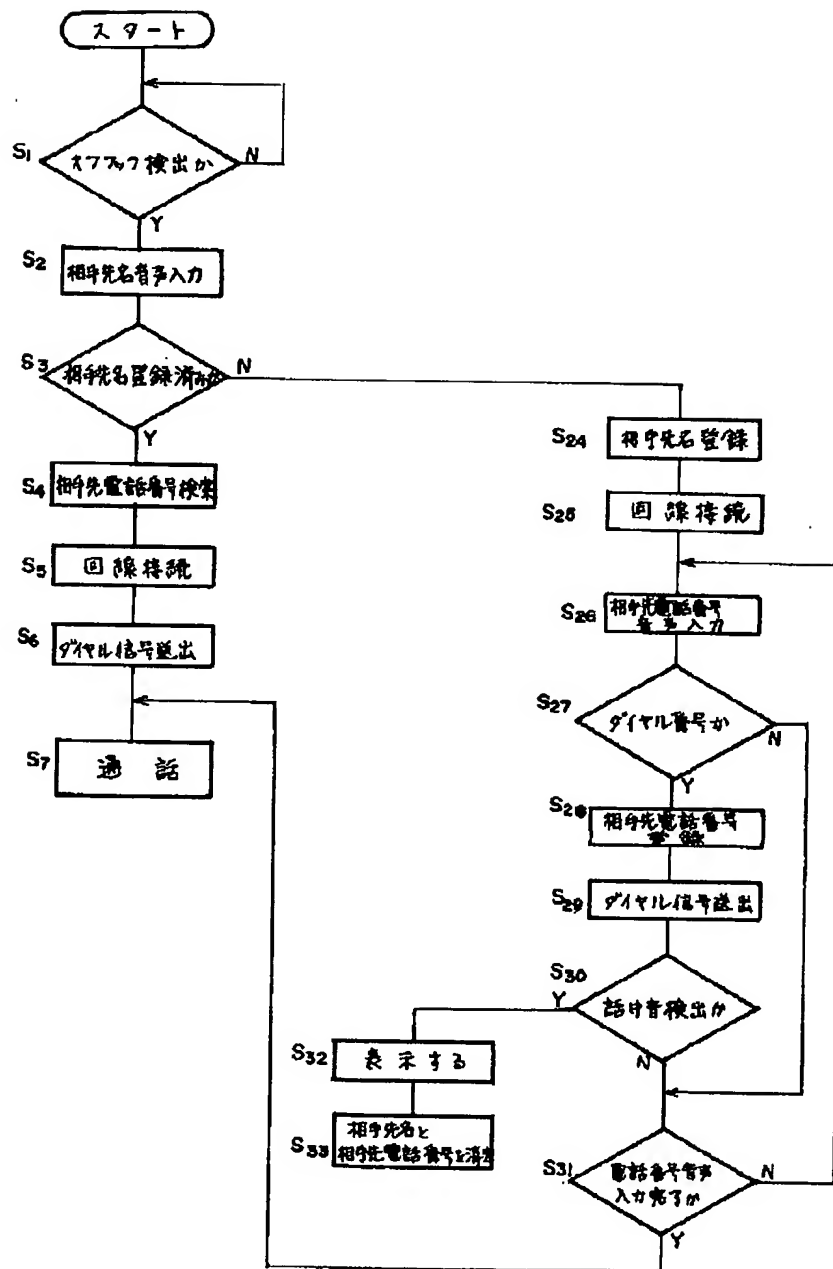 スタート
S1
オフフック検出か
N
Y
S2
相手先名音声入力
S3
相手先名登録済みか
N
Y
S4
相手先電話番号検索
S5
回線接続
S6
ダイヤル信号送出
S7
通話
S24
相手先名登録
S25
回線接続
S26
相手先電話番号
音声入力
S27
ダイヤル番号か
N
Y
S28
相手先電話番号
登録
S29
ダイヤル信号送出
S30
Y
話中音検出か
N
S32
表示する
S33
相手先名と
相手先電話番号を消去
S31
電話番号音声
入力完了か
N
Y